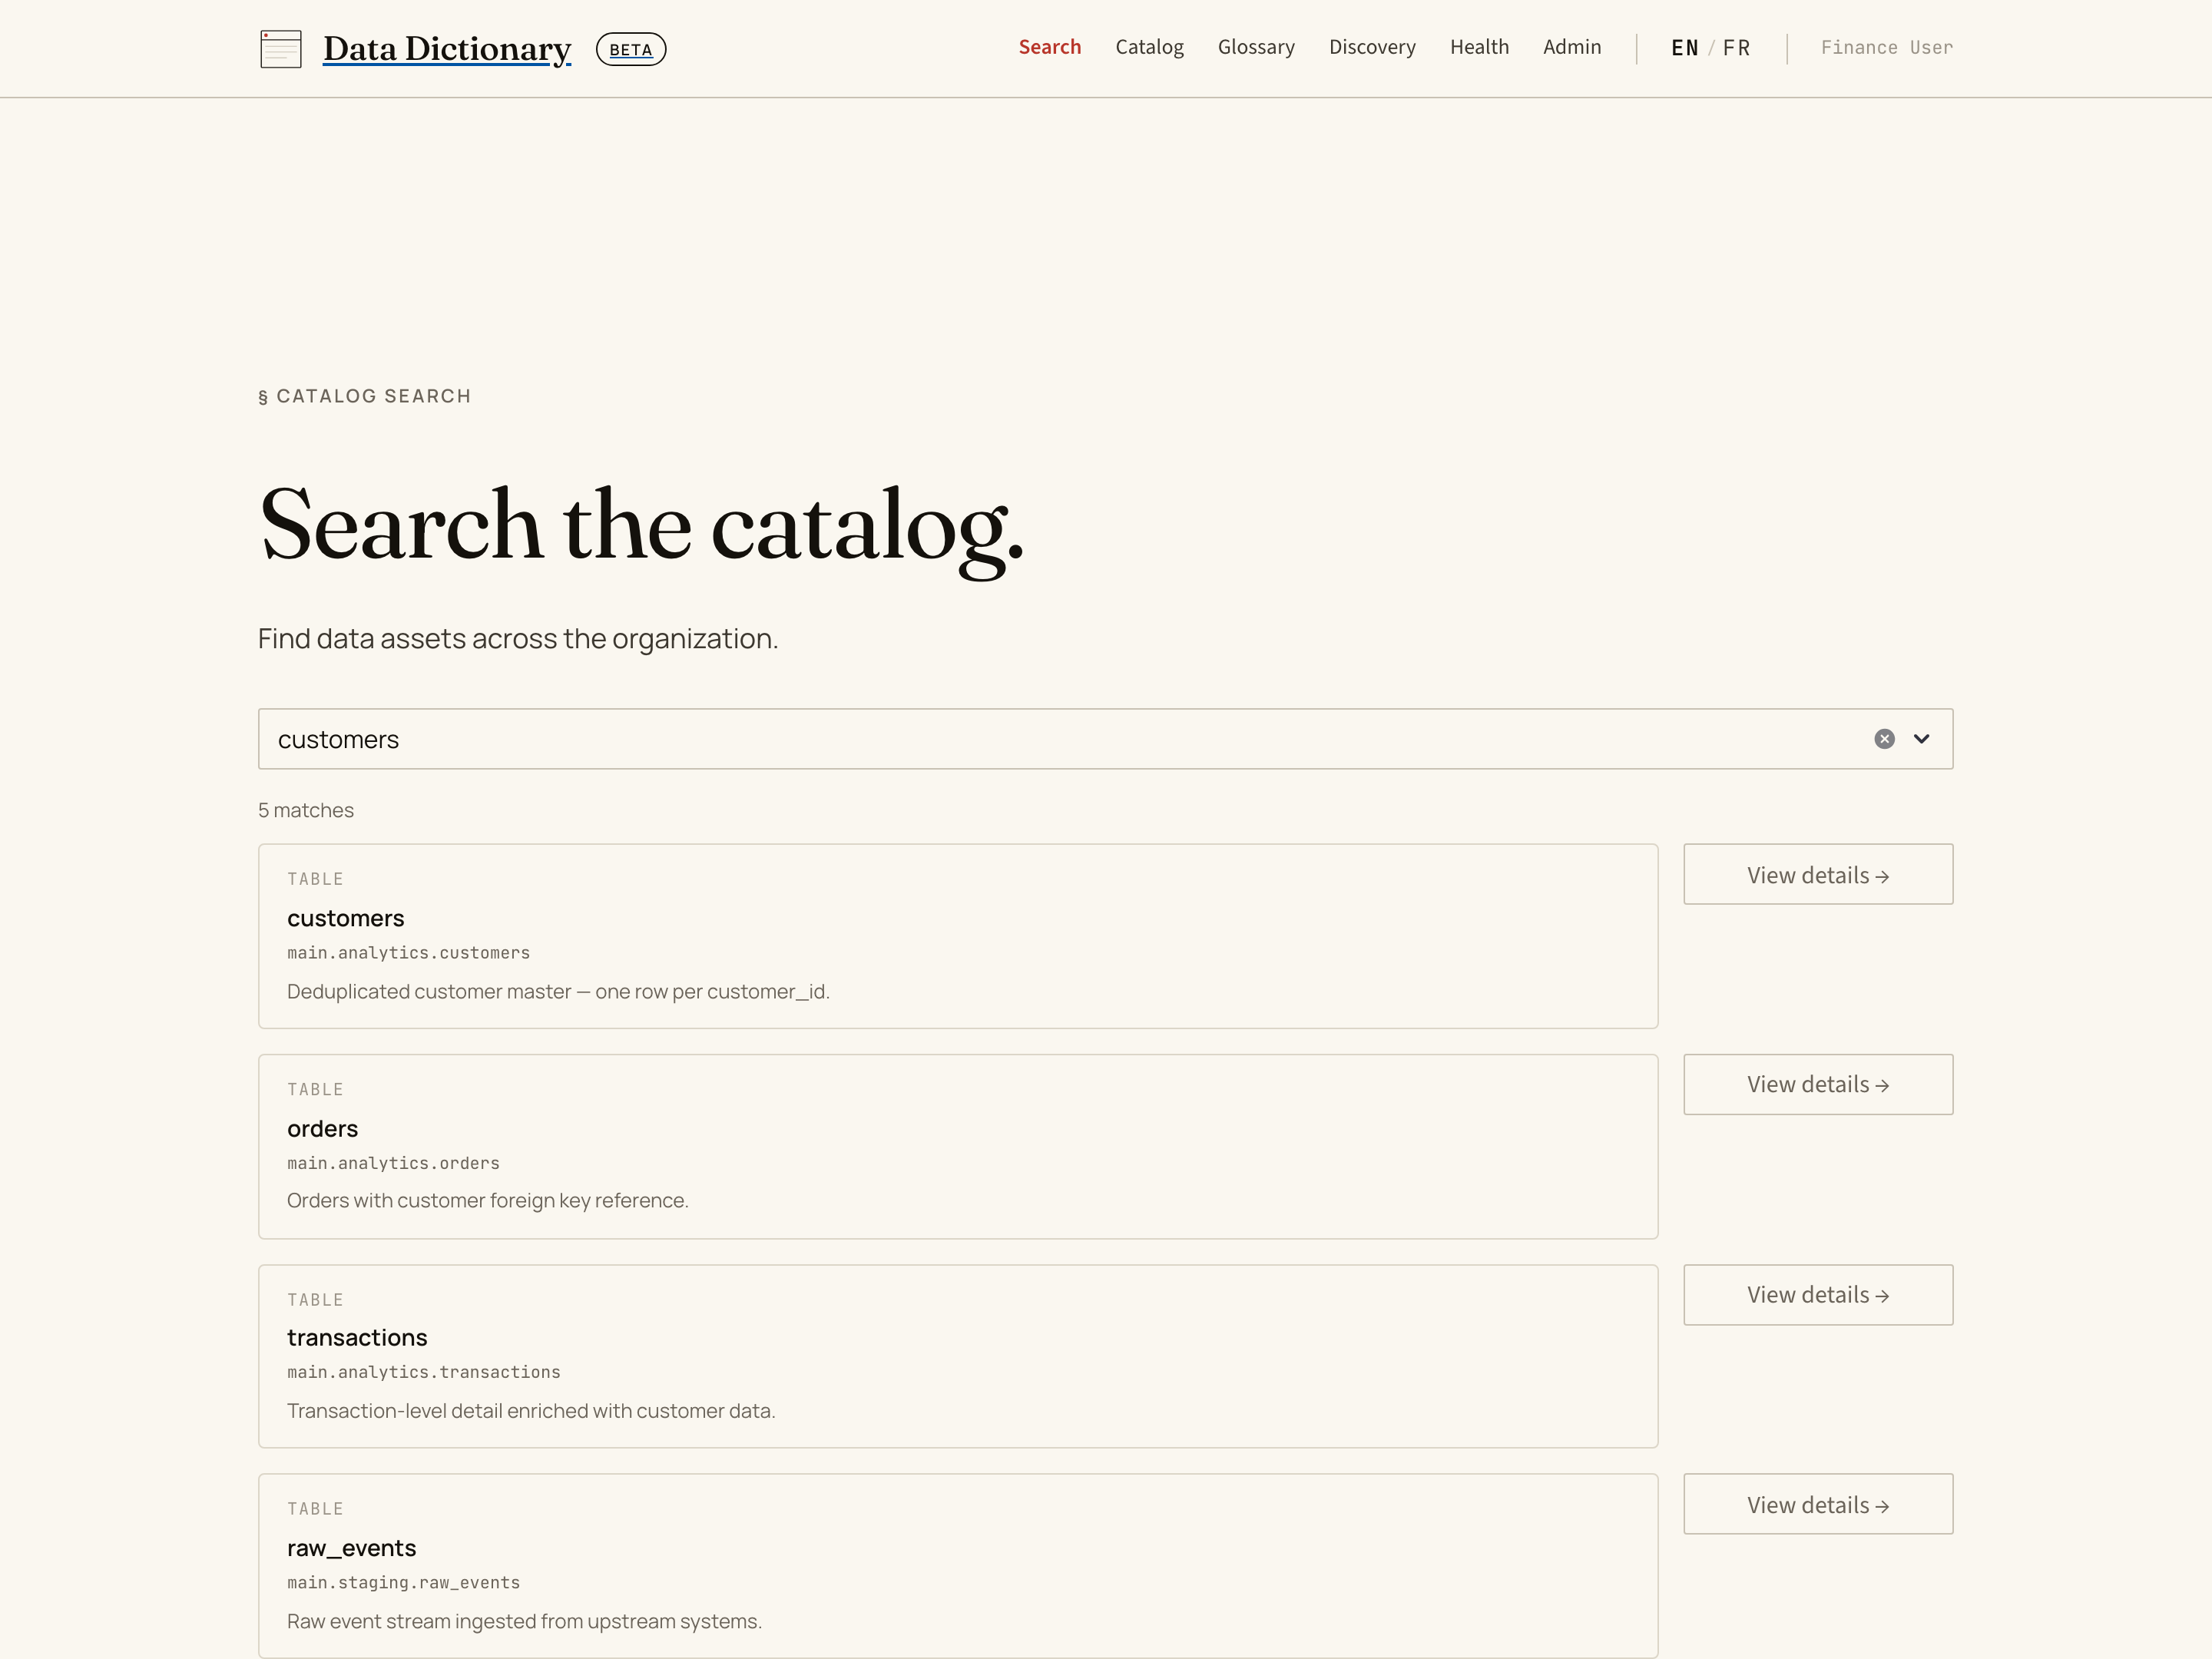 Data Dictionary BETA Search Catalog Glossary Discovery Health Admin EN / FR Finance User
§ CATALOG SEARCH
Search the catalog.
Find data assets across the organization.
customers
5 matches
TABLE
customers
main.analytics.customers
Deduplicated customer master — one row per customer_id.
View details →
TABLE
orders
main.analytics.orders
Orders with customer foreign key reference.
View details →
TABLE
transactions
main.analytics.transactions
Transaction-level detail enriched with customer data.
View details →
TABLE
raw_events
main.staging.raw_events
Raw event stream ingested from upstream systems.
View details →